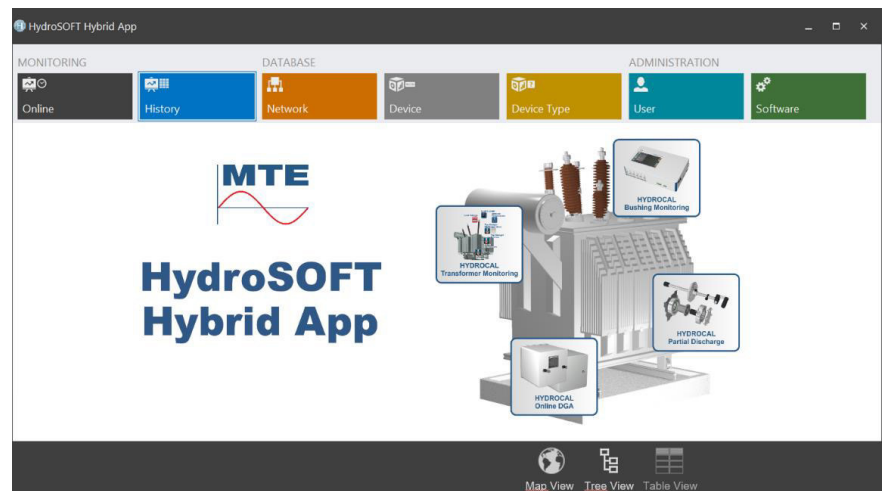 HydroSOFT Hybrid App
MONITORING DATABASE ADMINISTRATION
Online History Network Device Device Type User Software
MTE
HydroSOFT
Hybrid App
HYDROCAL
Bushing Monitoring
HYDROCAL
Transformer Monitoring
HYDROCAL
Partial Discharge
HYDROCAL
Online DGA
Map View Tree View Table View